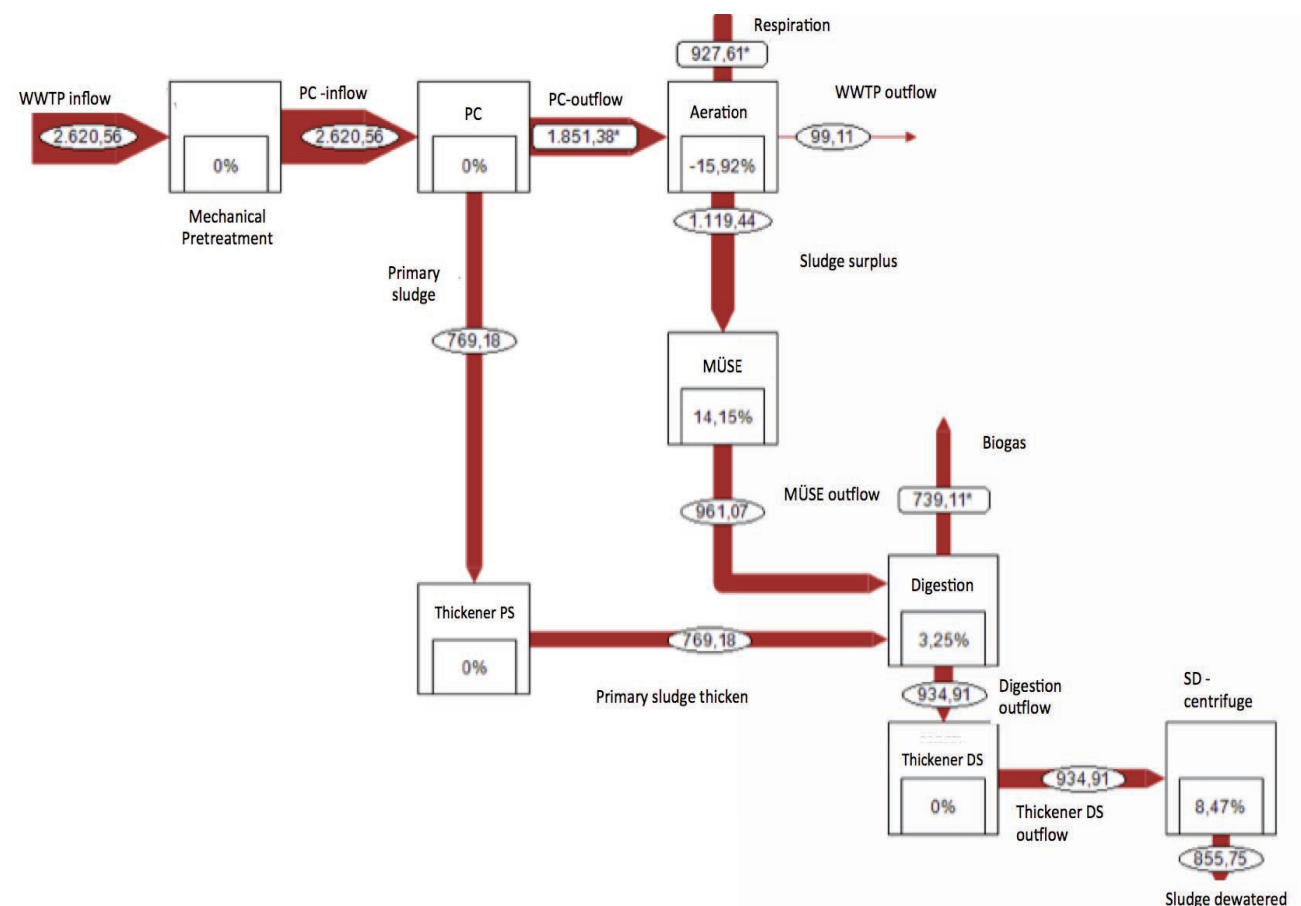 Respiration
927,61*
WWTP inflow
PC -inflow
PC
PC-outflow
Aeration
WWTP outflow
2.620,56
2.620,56
1.851,38*
99,11
0%
0%
-15,92%
Mechanical
Pretreatment
1.119,44
Sludge surplus
Primary
sludge
769,18
MÜSE
14,15%
Biogas
MÜSE outflow
739,11*
961,07
Digestion
Thickener PS
3,25%
769,18
0%
Primary sludge thicken
934,91
Digestion
outflow
SD -
centrifuge
Thickener DS
934,91
0%
8,47%
Thickener DS
outflow
855,75
Sludge dewatered